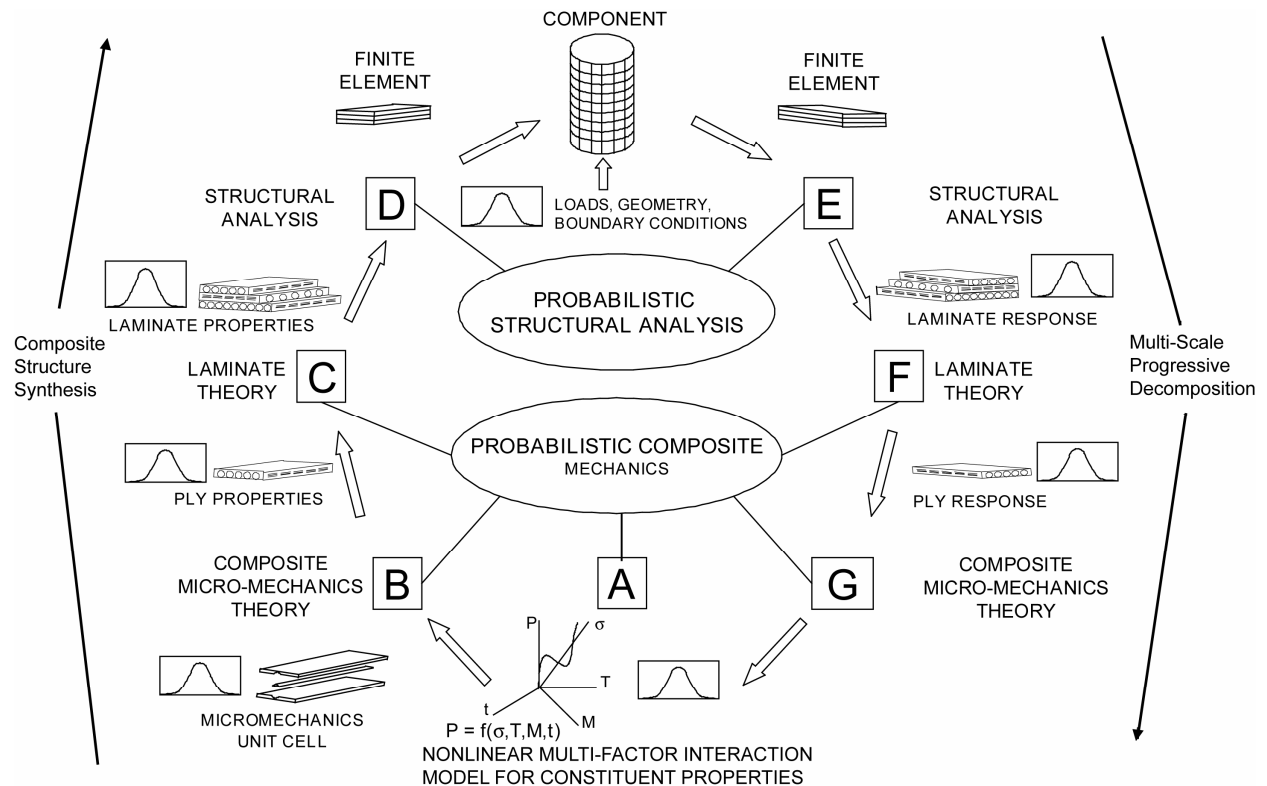 COMPONENT
FINITE
ELEMENT
FINITE
ELEMENT
STRUCTURAL
ANALYSIS
D
LOADS, GEOMETRY,
BOUNDARY CONDITIONS
E
STRUCTURAL
ANALYSIS
PROBABILISTIC
STRUCTURAL ANALYSIS
LAMINATE PROPERTIES
LAMINATE RESPONSE
Composite
Structure
Synthesis
Multi-Scale
Progressive
Decomposition
LAMINATE
THEORY
C
F
LAMINATE
THEORY
PROBABILISTIC COMPOSITE
MECHANICS
PLY PROPERTIES
PLY RESPONSE
COMPOSITE
MICRO-MECHANICS
THEORY
B
A
G
COMPOSITE
MICRO-MECHANICS
THEORY
P
σ
T
M
t
P = f(σ,T,M,t)
MICROMECHANICS
UNIT CELL
NONLINEAR MULTI-FACTOR INTERACTION
MODEL FOR CONSTITUENT PROPERTIES